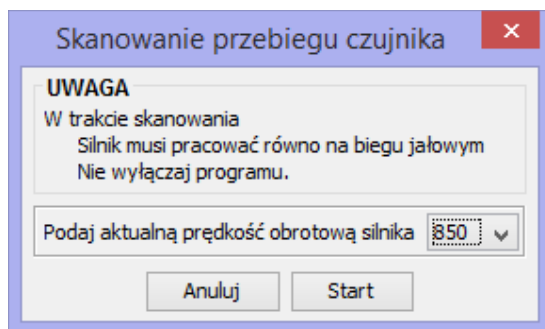 Skanowanie przebiegu czujnika
UWAGA
W trakcie skanowania
Silnik musi pracować równo na biegu jałowym
Nie wyłączaj programu.
Podaj aktualną prędkość obrotową silnika 850
Anuluj Start